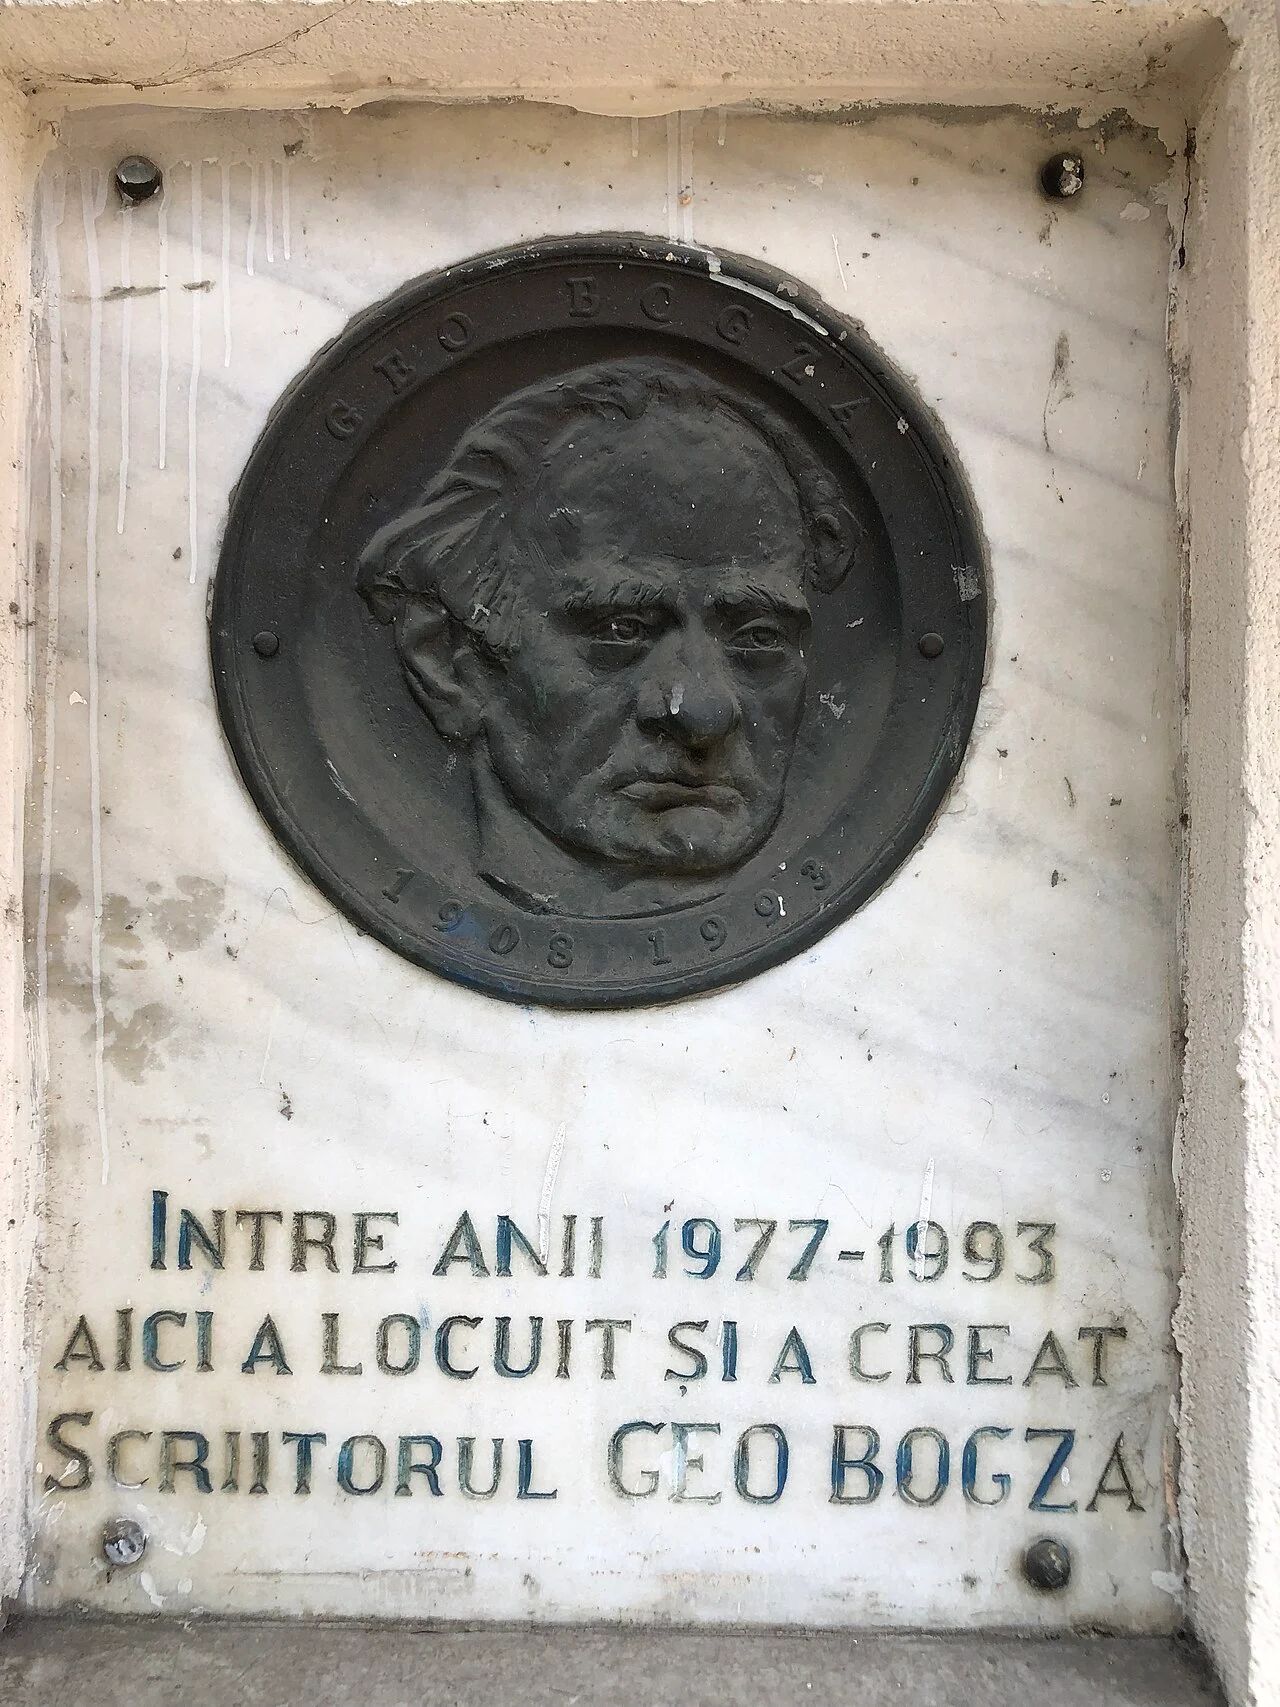 GEO BOGZA
1908 1993
INTRE ANII 1977-1993
AICI A LOCUIT ȘI A CREAT
SCRIITORUL GEO BOGZA